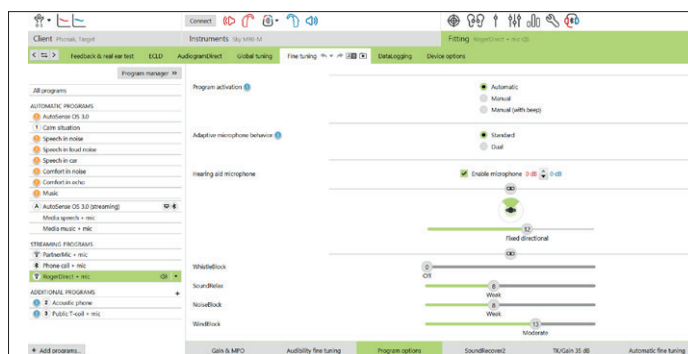 Connect
Client Phonak, Target
Instruments Sky M90-M
Fitting RogerDirect + mic
Feedback & real ear test
ECLD
AudiogramDirect
Global tuning
Fine tuning
DataLogging
Device options
Program manager
All programs
AUTOMATIC PROGRAMS
AutoSense OS 3.0
1 Calm situation
Speech in noise
Speech in loud noise
Speech in car
Comfort in noise
Comfort in echo
Music
A AutoSense OS 3.0 (streaming)
Media speech + mic
Media music + mic
STREAMING PROGRAMS
PartnerMic + mic
Phone call + mic
RogerDirect + mic
ADDITIONAL PROGRAMS +
2 Acoustic phone
3 Public T-coil + mic
+ Add programs...
Program activation
Automatic
Manual
Manual (with beep)
Adaptive microphone behavior
Standard
Dual
Hearing aid microphone
Enable microphone 0 dB 0 dB
12
Fixed directional
WhistleBlock
0
Off
SoundRelax
8
Weak
NoiseBlock
8
Weak
WindBlock
13
Moderate
Gain & MPO
Audibility fine tuning
Program options
SoundRecover2
TK/Gain 35 dB
Automatic fine tuning